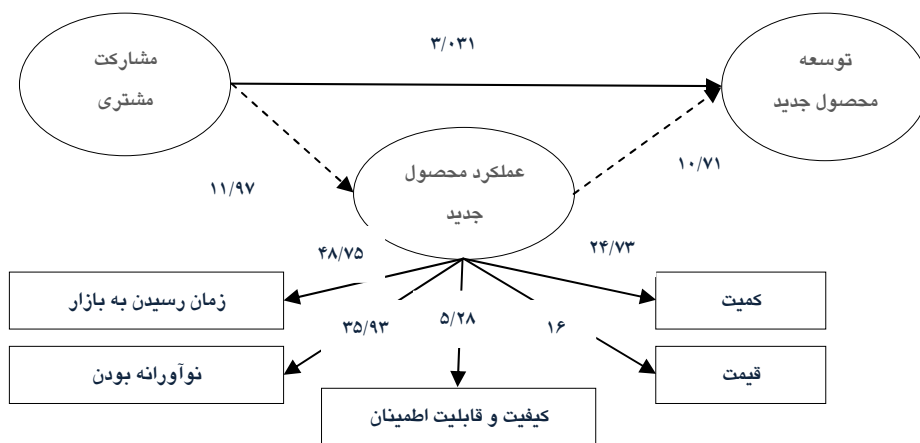 ۳/۰۳۱
توسعه
محصول جدید
مشارکت
مشتری
۱۰/۷۱
عملکرد محصول
جدید
۱۱/۹۷
۲۴/۷۳
۴۸/۷۵
کمیت
زمان رسیدن به بازار
۱۶
۵/۲۸
۳۵/۹۳
قیمت
نوآورانه بودن
کیفیت و قابلیت اطمینان